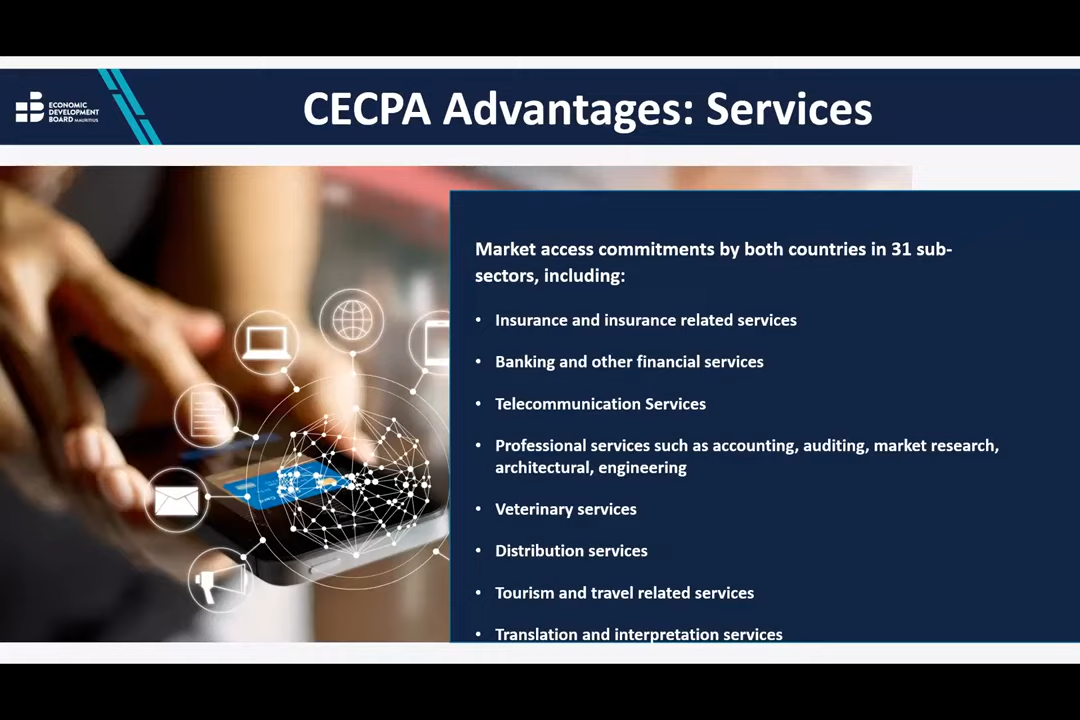 ECONOMIC
DEVELOPMENT
BOARD MAURITIUS
CECPA Advantages: Services
Market access commitments by both countries in 31 sub-
sectors, including:
• Insurance and insurance related services
• Banking and other financial services
• Telecommunication Services
• Professional services such as accounting, auditing, market research,
architectural, engineering
• Veterinary services
• Distribution services
• Tourism and travel related services
• Translation and interpretation services